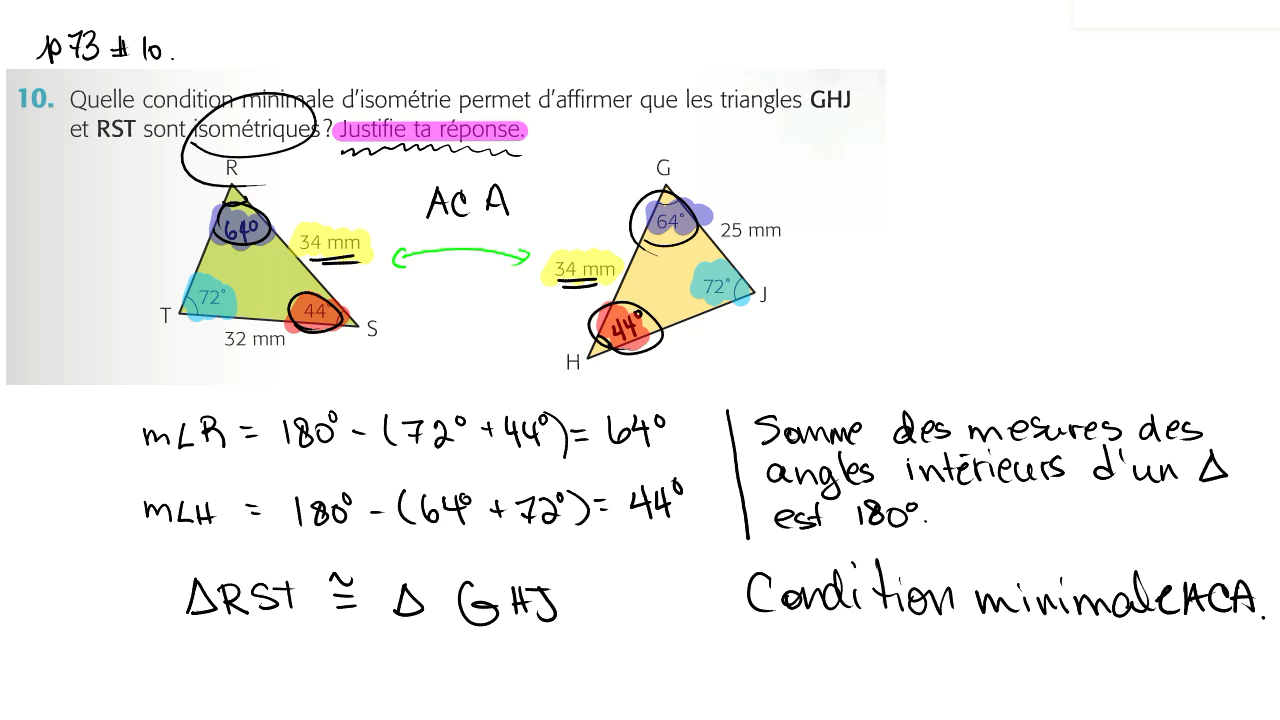 p73 # 10.
10. Quelle condition minimale d'isométrie permet d'affirmer que les triangles GHJ
et RST sont isométriques ? Justifie ta réponse.
R
G
ACA
64°
64°
25 mm
34 mm
34 mm
72°
72°
J
T
44°
S
44°
32 mm
H
m∠R = 180° - (72° + 44°) = 64°
m∠H = 180° - (64° + 72°) = 44°
Somme des mesures des
angles intérieurs d'un Δ
est 180°.
ΔRST ≅ Δ GHJ
Condition minimale ACA.